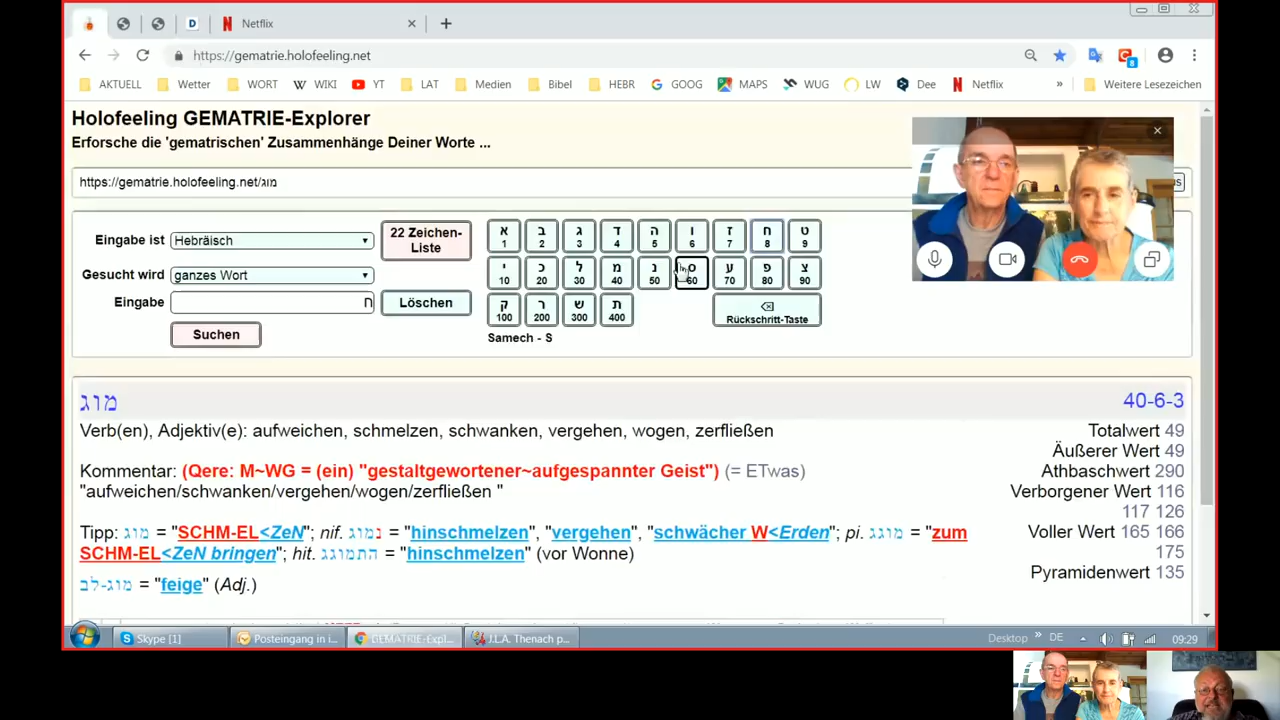 Netflix
https://gematrie.holofeeling.net
AKTUELL Wetter WORT WIKI YT LAT Medien Bibel HEBR GOOG MAPS WUG LW Dee Netflix » Weitere Lesezeichen
Holofeeling GEMATRIE-Explorer
Erforsche die 'gematrischen' Zusammenhänge Deiner Worte ...
https://gematrie.holofeeling.net/מוג
Eingabe ist Hebräisch
22 Zeichen-Liste
Gesucht wird ganzes Wort
Eingabe ח Löschen
Suchen
א ב ג ד ה ו ז ח ט
1 2 3 4 5 6 7 8 9
י כ ל מ נ ס ע פ צ
10 20 30 40 50 60 70 80 90
ק ר ש ת
100 200 300 400 Rückschritt-Taste
Samech - S
מוג 40-6-3
Verb(en), Adjektiv(e): aufweichen, schmelzen, schwanken, vergehen, wogen, zerfließen
Totalwert 49
Äußerer Wert 49
Athbaschwert 290
Verborgener Wert 116
117 126
Voller Wert 165 166
175
Pyramidenwert 135
Kommentar: (Qere: M~WG = (ein) "gestaltgewortener~aufgespannter Geist") (= ETwas)
"aufweichen/schwanken/vergehen/wogen/zerfließen "
Tipp: מוג = "SCHM-EL<ZeN"; nif. נמוג = "hinschmelzen", "vergehen", "schwächer W<Erden"; pi. מוגג = "zum
SCHM-EL<ZeN bringen"; hit. התמוגג = "hinschmelzen" (vor Wonne)
מוג-לב = "feige" (Adj.)
Skype [1] Posteingang in i... GEMATRIE-Expl... J.L.A. Thenach p... Desktop » DE 09:29